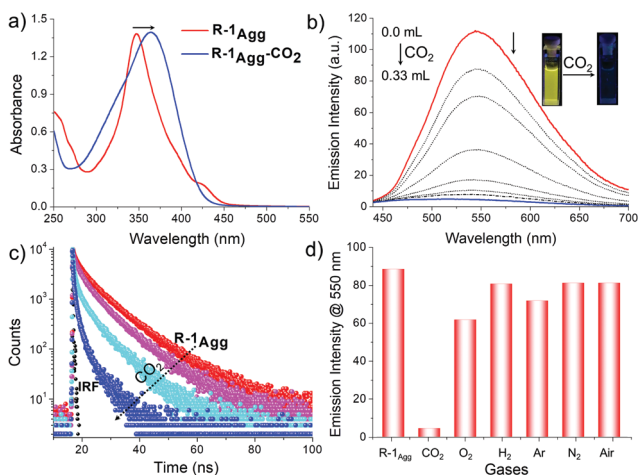 a)
1.5
1.2
0.9
0.6
0.3
0.0
Absorbance
R-1Agg
R-1Agg-CO2
250 300 350 400 450 500 550
Wavelength (nm)
b)
120
100
80
60
40
20
0
Emission Intensity (a.u.)
0.0 mL
CO2
0.33 mL
CO2
450 500 550 600 650 700
Wavelength (nm)
c)
10^4
10^3
10^2
10^1
Counts
R-1Agg
CO2
IRF
20 40 60 80 100
Time (ns)
d)
100
80
60
40
20
0
Emission Intensity @ 550 nm
R-1Agg CO2 O2 H2 Ar N2 Air
Gases